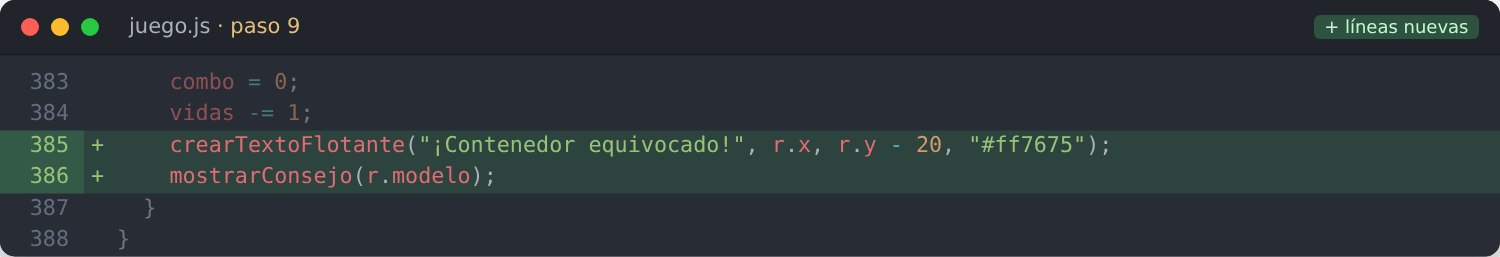 juego.js · paso 9
+ líneas nuevas
383 combo = 0;
384 vidas -= 1;
385 + crearTextoFlotante("¡Contenedor equivocado!", r.x, r.y - 20, "#ff7675");
386 + mostrarConsejo(r.modelo);
387 }
388 }